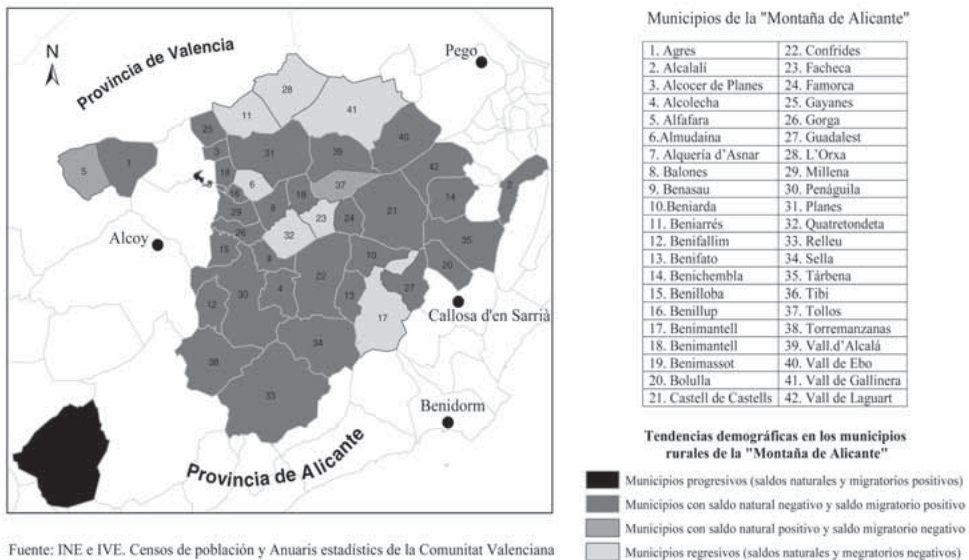 N
Provincia de Valencia
Pego
Alcoy
Callosa d'en Sarrià
Benidorm
Provincia de Alicante
28
11
41
25
40
3
31
39
5
1
18
42
6
37
2
16
19
14
29
8
23
24
21
26
32
35
15
9
10
20
22
27
12
30
4
13
17
34
38
33
Fuente: INE e IVE. Censos de población y Anuaris estadístics de la Comunitat Valenciana
Municipios de la "Montaña de Alicante"
1. Agres 22. Confrides
2. Alcalalí 23. Facheca
3. Alcocer de Planes 24. Famorca
4. Alcolecha 25. Gayanes
5. Alfafara 26. Gorga
6.Almudaina 27. Guadalest
7. Alquería d'Asnar 28. L'Orxa
8. Balones 29. Millena
9. Benasau 30. Penáguila
10.Beniarda 31. Planes
11. Beniarrés 32. Quatretondeta
12. Benifallim 33. Relleu
13. Benifato 34. Sella
14. Benichembla 35. Tárbena
15. Benilloba 36. Tibi
16. Benillup 37. Tollos
17. Benimantell 38. Torremanzanas
18. Benimantell 39. Vall.d'Alcalá
19. Benimassot 40. Vall de Ebo
20. Bolulla 41. Vall de Gallinera
21. Castell de Castells 42. Vall de Laguart
Tendencias demográficas en los municipios
rurales de la "Montaña de Alicante"
Municipios progresivos (saldos naturales y migratorios positivos)
Municipios con saldo natural negativo y saldo migratorio positivo
Municipios con saldo natural positivo y saldo migratorio negativo
Municipios regresivos (saldos naturales y megratorios negativos)